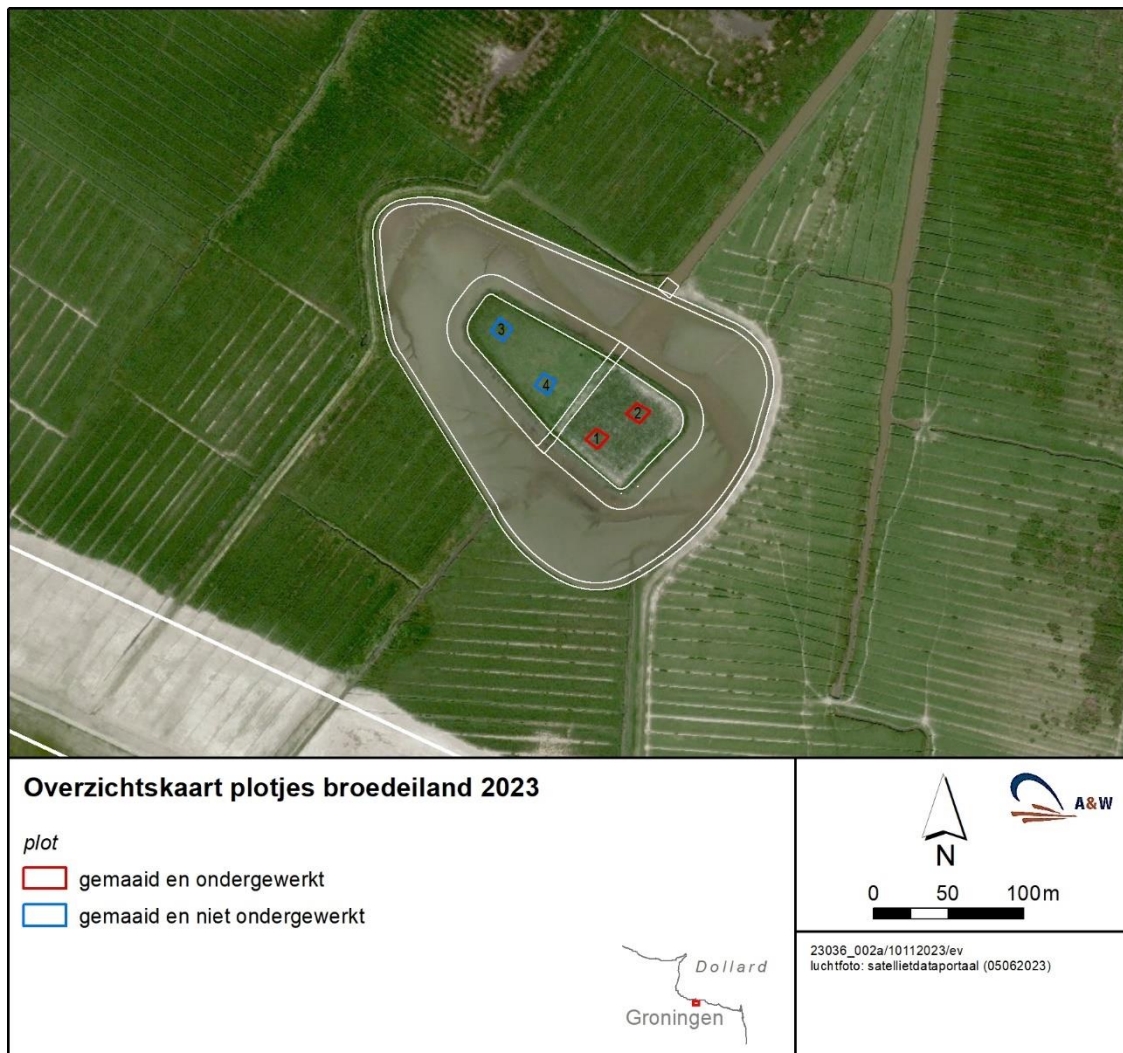 3
4
2
1
Overzichtskaart plotjes broedeiland 2023
plot
gemaaid en ondergewerkt
gemaaid en niet ondergewerkt
Dollard
Groningen
A&W
N
0 50 100m
23036_002a/10112023/ev
luchtfoto: satellietdataportaal (05062023)